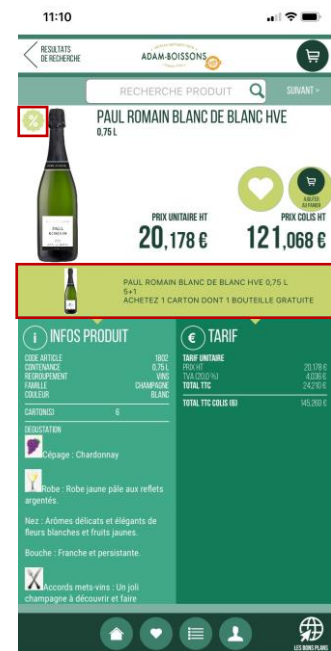 11:10
RESULTATS
DE RECHERCHE
ADAM-BOISSONS
RECHERCHE PRODUIT
SUIVANT >
%
PAUL ROMAIN BLANC DE BLANC HVE
0,75 L
AJOUTER
AU PANIER
PRIX UNITAIRE HT
20,178 €
PRIX COLIS HT
121,068 €
PAUL ROMAIN BLANC DE BLANC HVE 0,75 L
5+1
ACHETEZ 1 CARTON DONT 1 BOUTEILLE GRATUITE
i INFOS PRODUIT
CODE ARTICLE 1802
CONTENANCE 0,75 L
REGROUPEMENT VINS
FAMILLE CHAMPAGNE
COULEUR BLANC
CARTON(S) 6
DEGUSTATION
Cépage : Chardonnay
Robe : Robe jaune pâle aux reflets
argentés.
Nez : Arômes délicats et élégants de
fleurs blanches et fruits jaunes.
Bouche : Franche et persistante.
Accords mets-vins : Un joli
champagne à découvrir et faire
€ TARIF
TARIF UNITAIRE
PRIX HT 20,178 €
TVA (20.0 %) 4,036 €
TOTAL TTC 24,210 €
TOTAL TTC COLIS (6) 145,260 €
LES BONS PLANS